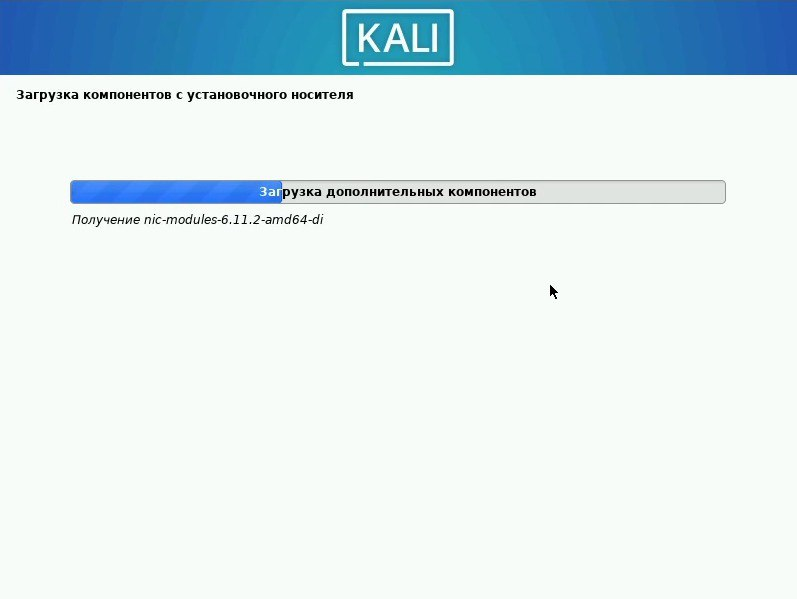 KALI
Загрузка компонентов с установочного носителя
Загрузка дополнительных компонентов
Получение nic-modules-6.11.2-amd64-di